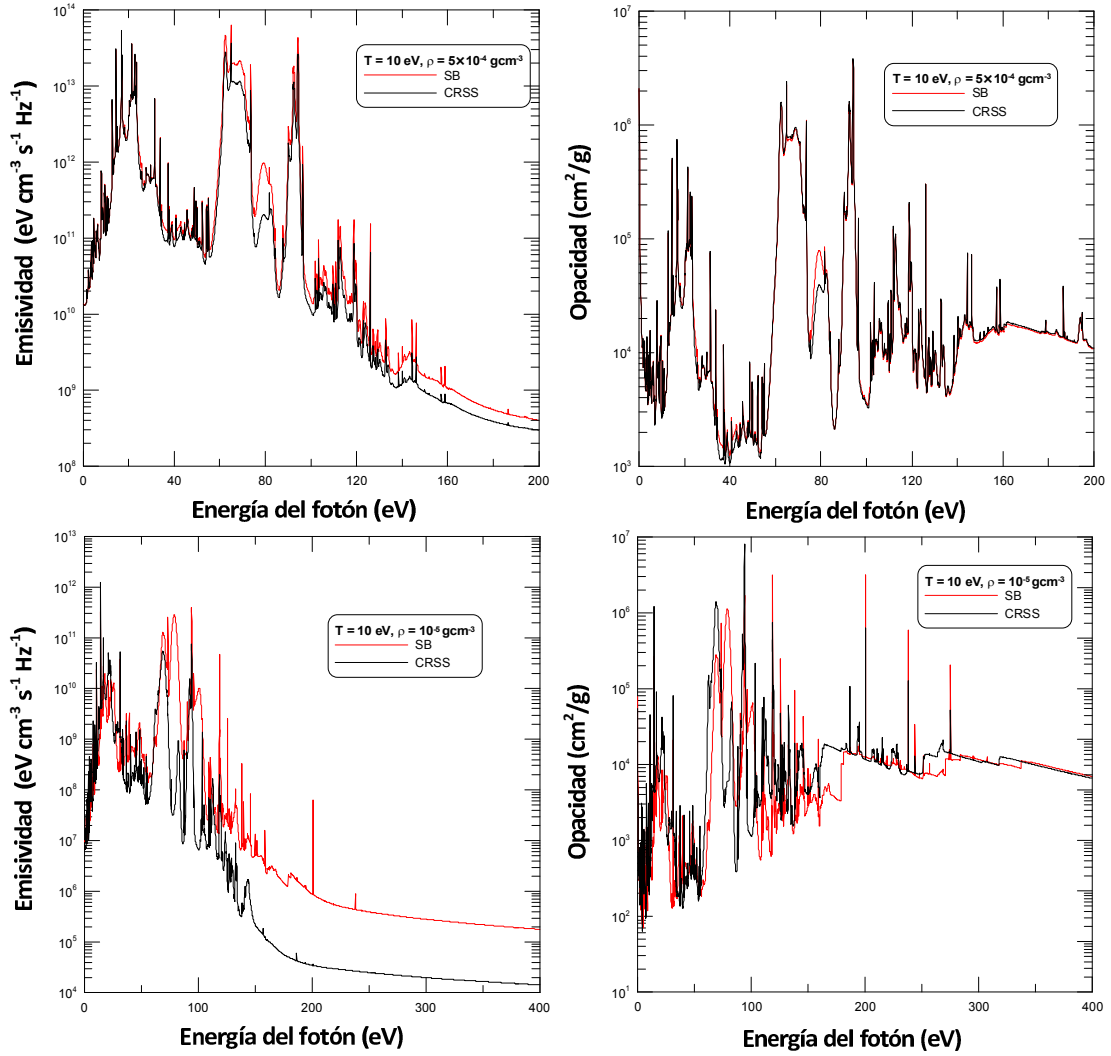 10¹⁴
10¹³
10¹²
10¹¹
10¹⁰
10⁹
10⁸
Emisividad (eV cm⁻³ s⁻¹ Hz⁻¹)
T = 10 eV, ρ = 5×10⁻⁴ gcm⁻³
SB
CRSS
0 40 80 120 160 200
Energía del fotón (eV)
10⁷
10⁶
10⁵
10⁴
10³
Opacidad (cm²/g)
T = 10 eV, ρ = 5×10⁻⁴ gcm⁻³
SB
CRSS
0 40 80 120 160 200
Energía del fotón (eV)
10¹³
10¹²
10¹¹
10¹⁰
10⁹
10⁸
10⁷
10⁶
10⁵
10⁴
Emisividad (eV cm⁻³ s⁻¹ Hz⁻¹)
T = 10 eV, ρ = 10⁻⁵ gcm⁻³
SB
CRSS
0 100 200 300 400
Energía del fotón (eV)
10⁷
10⁶
10⁵
10⁴
10³
10²
10¹
Opacidad (cm²/g)
T = 10 eV, ρ = 10⁻⁵ gcm⁻³
SB
CRSS
0 100 200 300 400
Energía del fotón (eV)